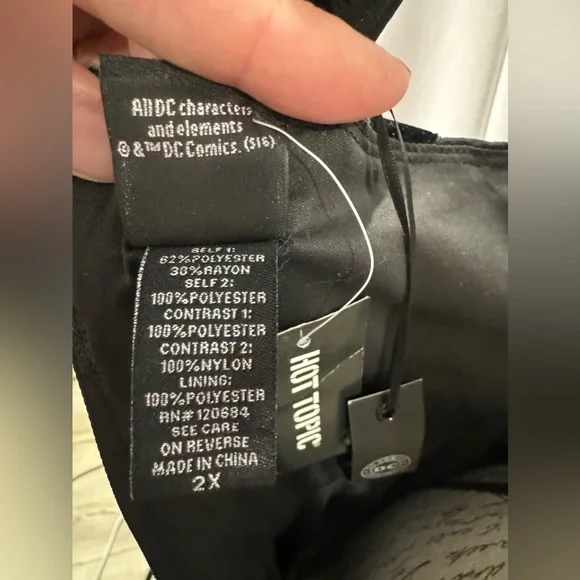 All DC characters
and elements
© &™ DC Comics. (S16)
SELF 1:
62%POLYESTER
38%RAYON
SELF 2:
100%POLYESTER
CONTRAST 1:
100%POLYESTER
CONTRAST 2:
100%NYLON
LINING:
100%POLYESTER
RN#120684
SEE CARE
ON REVERSE
MADE IN CHINA
2X
HOT TOPIC
DC